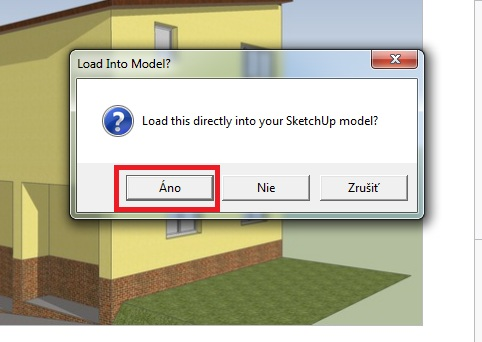 Load Into Model?
Load this directly into your SketchUp model?
Áno
Nie
Zrušiť